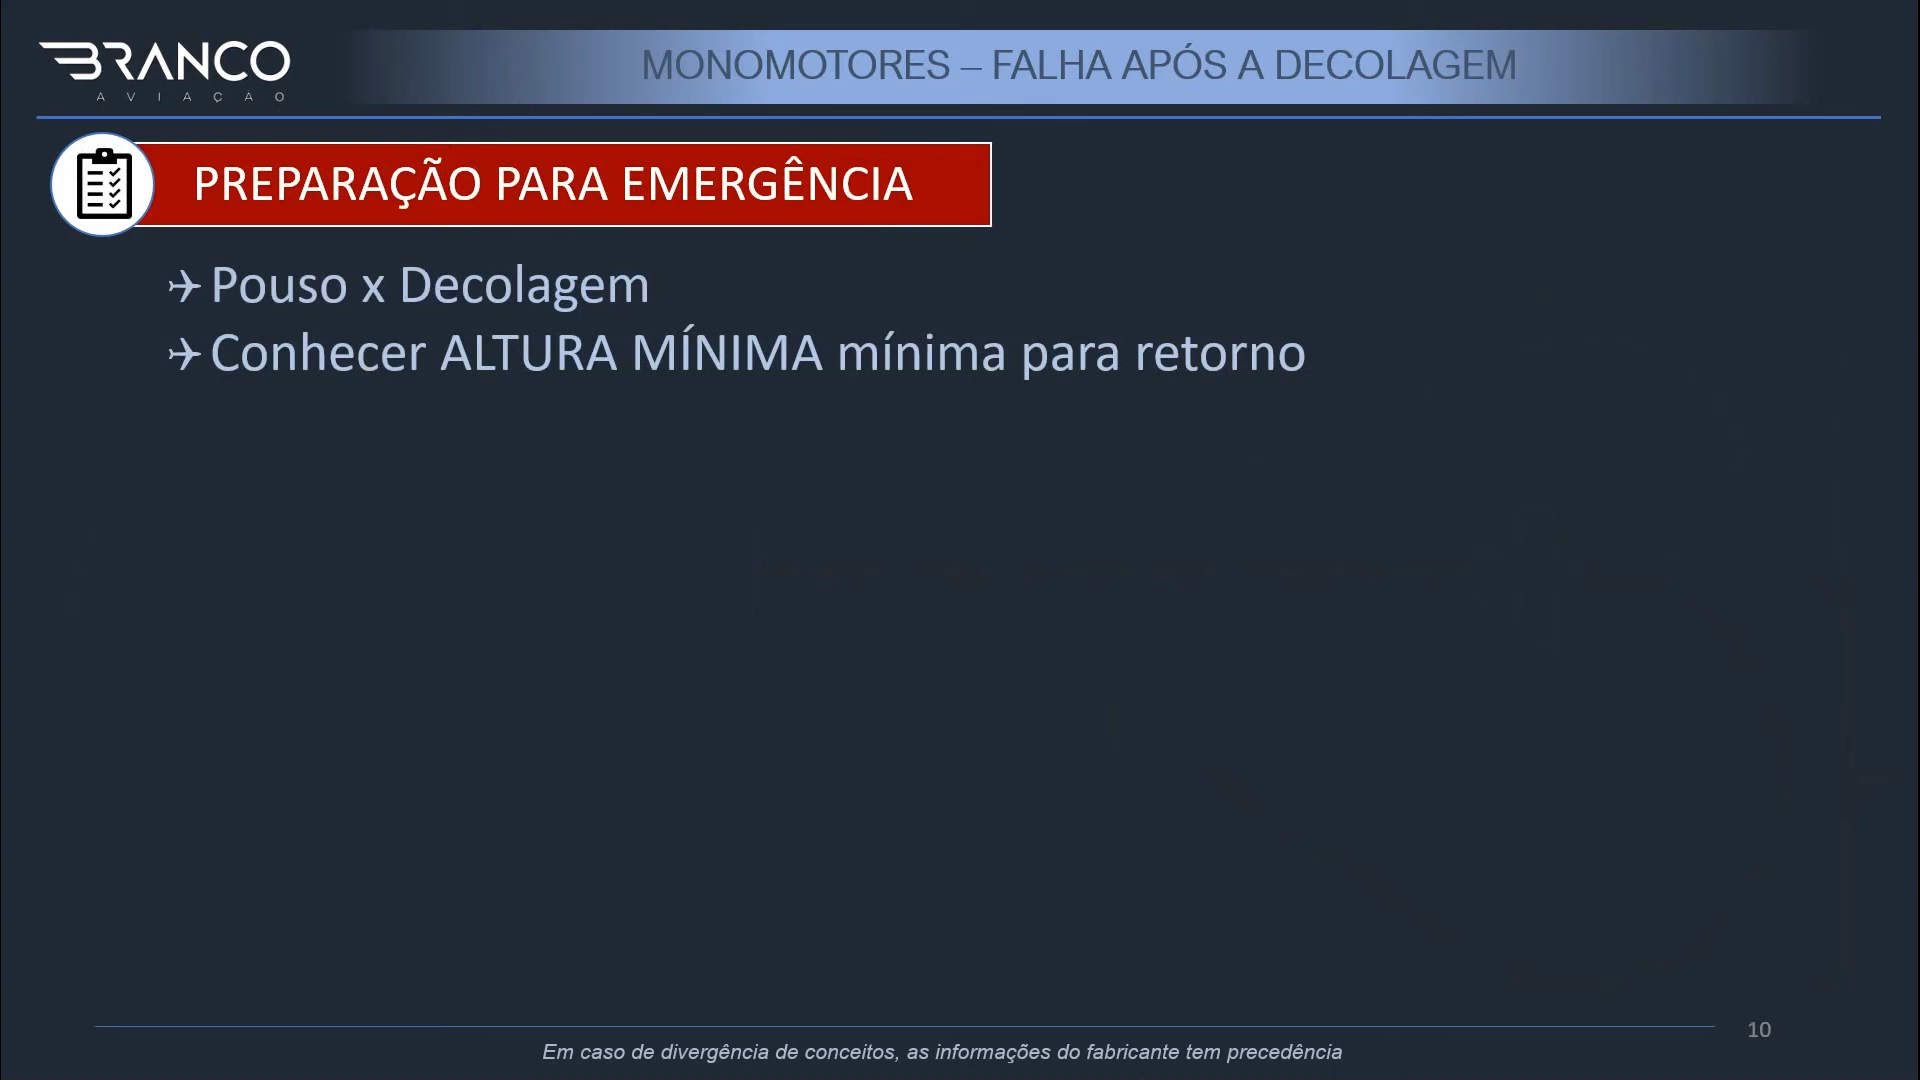 BRANCO
AVIAÇÃO
MONOMOTORES – FALHA APÓS A DECOLAGEM
PREPARAÇÃO PARA EMERGÊNCIA
✈Pouso x Decolagem
✈Conhecer ALTURA MÍNIMA mínima para retorno
10
Em caso de divergência de conceitos, as informações do fabricante tem precedência